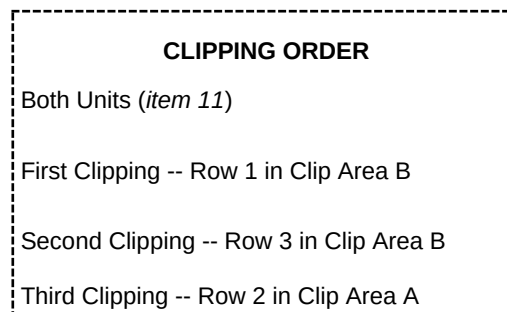 CLIPPING ORDER
Both Units (item 11)
First Clipping -- Row 1 in Clip Area B
Second Clipping -- Row 3 in Clip Area B
Third Clipping -- Row 2 in Clip Area A